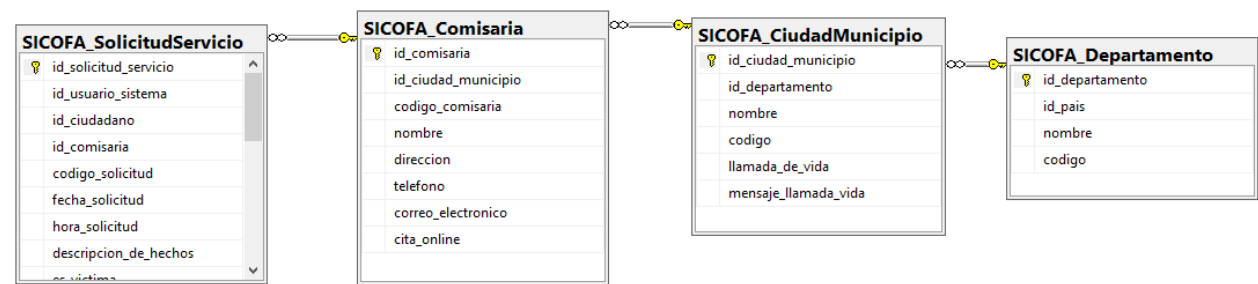 SICOFA_SolicitudServicio
id_solicitud_servicio
id_usuario_sistema
id_ciudadano
id_comisaria
codigo_solicitud
fecha_solicitud
hora_solicitud
descripcion_de_hechos
es_victima
SICOFA_Comisaria
id_comisaria
id_ciudad_municipio
codigo_comisaria
nombre
direccion
telefono
correo_electronico
cita_online
SICOFA_CiudadMunicipio
id_ciudad_municipio
id_departamento
nombre
codigo
llamada_de_vida
mensaje_llamada_vida
SICOFA_Departamento
id_departamento
id_pais
nombre
codigo